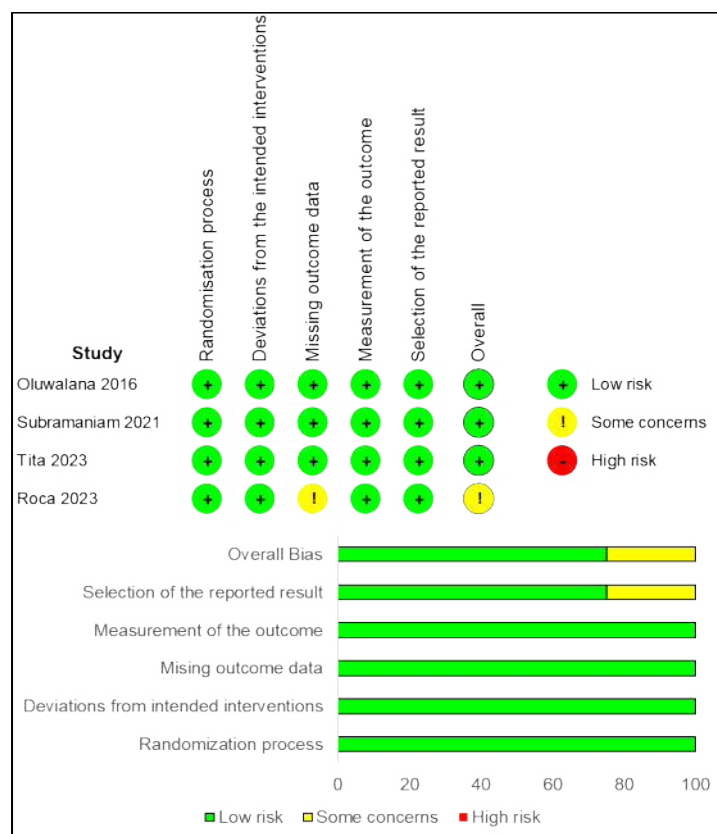 Study
Randomisation process
Deviations from the intended interventions
Missing outcome data
Measurement of the outcome
Selection of the reported result
Overall
Oluwalana 2016 + + + + + + + Low risk
Subramaniam 2021 + + + + + + ! Some concerns
Tita 2023 + + + + + + - High risk
Roca 2023 + + ! + + !
Overall Bias
Selection of the reported result
Measurement of the outcome
Mising outcome data
Deviations from intended interventions
Randomization process
0 20 40 60 80 100
Low risk Some concerns High risk